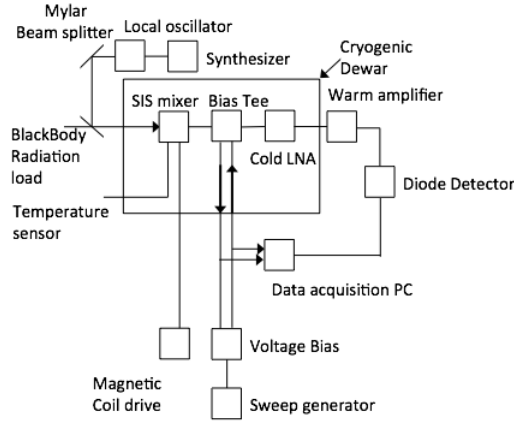 Mylar
Beam splitter
Local oscillator
Synthesizer
Cryogenic
Dewar
SIS mixer
Bias Tee
Warm amplifier
BlackBody
Radiation
load
Cold LNA
Diode Detector
Temperature
sensor
Data acquisition PC
Voltage Bias
Magnetic
Coil drive
Sweep generator